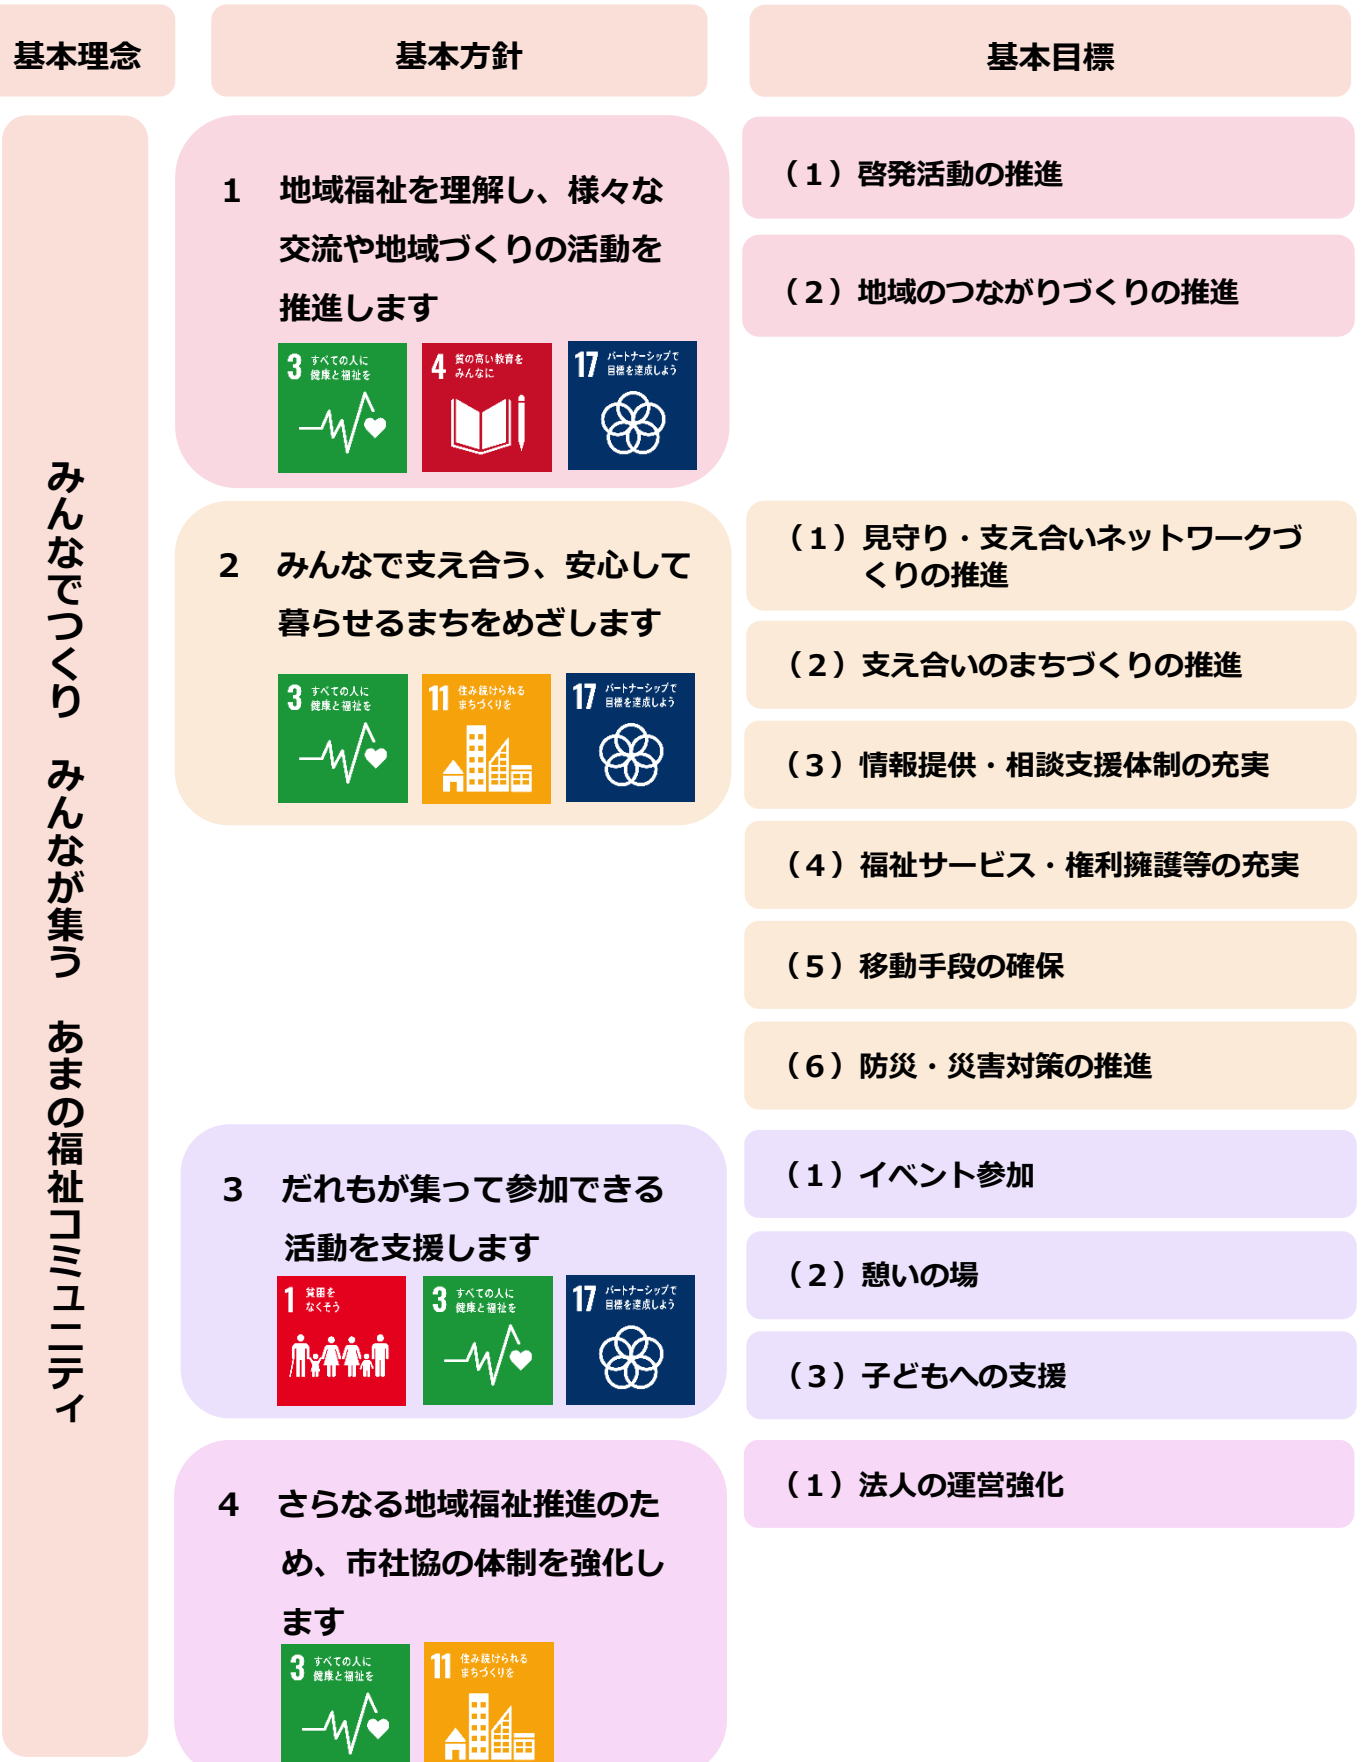 基本理念
基本方針
基本目標
みんなでつくり　みんなが集う　あまの福祉コミュニティ
1　地域福祉を理解し、様々な
交流や地域づくりの活動を
推進します
3 すべての人に
健康と福祉を
4 質の高い教育を
みんなに
17 パートナーシップで
目標を達成しよう
（1）啓発活動の推進
（2）地域のつながりづくりの推進
2　みんなで支え合う、安心して
暮らせるまちをめざします
3 すべての人に
健康と福祉を
11 住み続けられる
まちづくりを
17 パートナーシップで
目標を達成しよう
（1）見守り・支え合いネットワークづ
くりの推進
（2）支え合いのまちづくりの推進
（3）情報提供・相談支援体制の充実
（4）福祉サービス・権利擁護等の充実
（5）移動手段の確保
（6）防災・災害対策の推進
3　だれもが集って参加できる
活動を支援します
1 貧困を
なくそう
3 すべての人に
健康と福祉を
17 パートナーシップで
目標を達成しよう
（1）イベント参加
（2）憩いの場
（3）子どもへの支援
4　さらなる地域福祉推進のた
め、市社協の体制を強化し
ます
3 すべての人に
健康と福祉を
11 住み続けられる
まちづくりを
（1）法人の運営強化